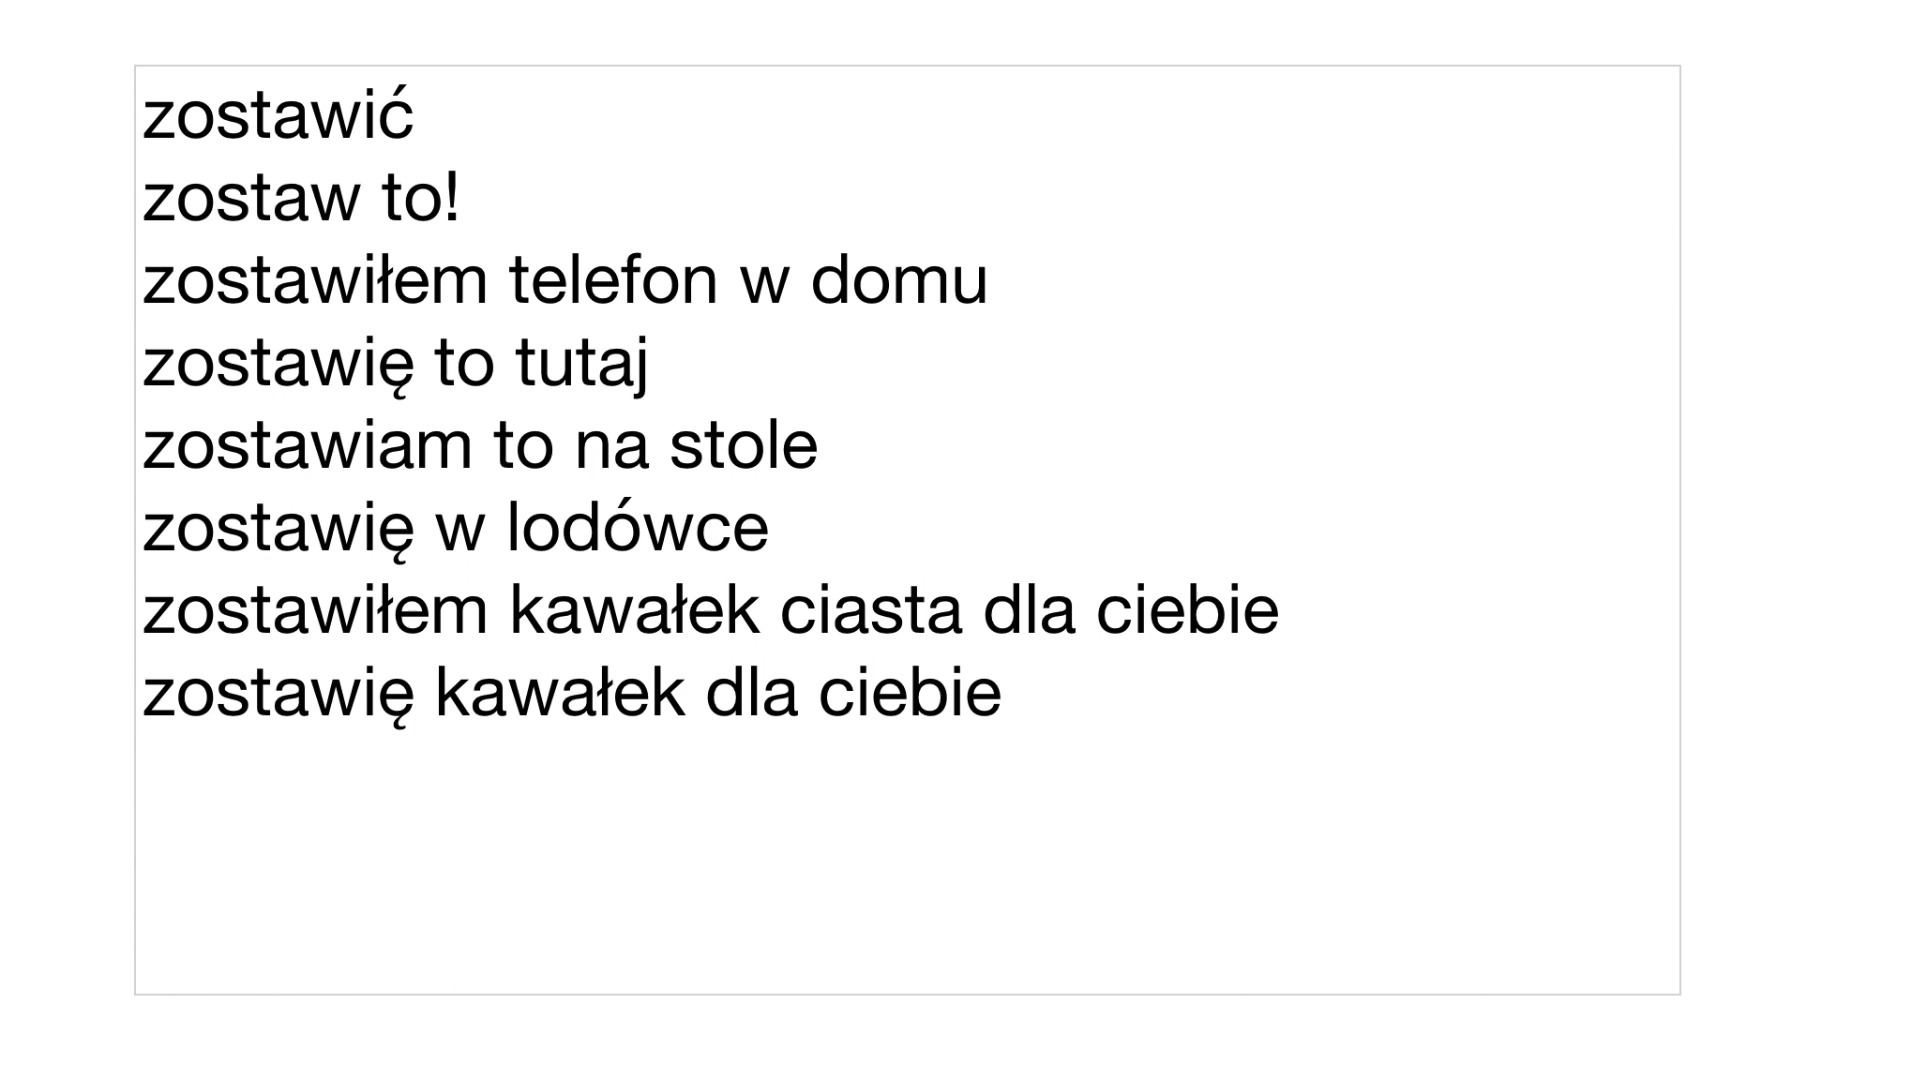 zostawić
zostaw to!
zostawiłem telefon w domu
zostawię to tutaj
zostawiam to na stole
zostawię w lodówce
zostawiłem kawałek ciasta dla ciebie
zostawię kawałek dla ciebie